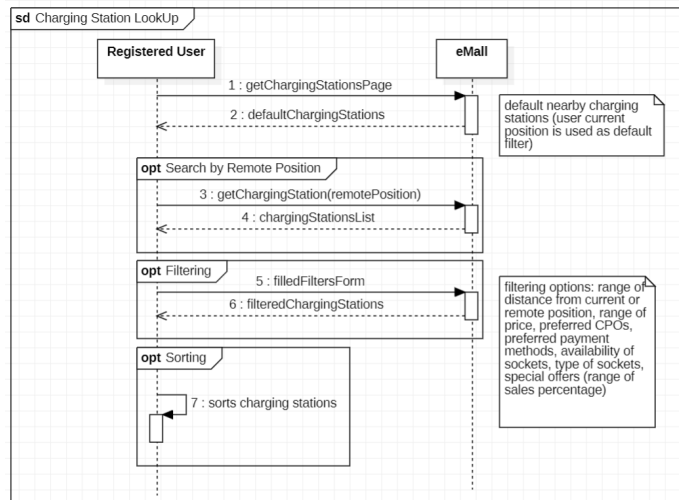 sd Charging Station LookUp
Registered User
eMall
1 : getChargingStationsPage
2 : defaultChargingStations
default nearby charging
stations (user current
position is used as default
filter)
opt Search by Remote Position
3 : getChargingStation(remotePosition)
4 : chargingStationsList
opt Filtering
5 : filledFiltersForm
6 : filteredChargingStations
filtering options: range of
distance from current or
remote position, range of
price, preferred CPOs,
preferred payment
methods, availability of
sockets, type of sockets,
special offers (range of
sales percentage)
opt Sorting
7 : sorts charging stations